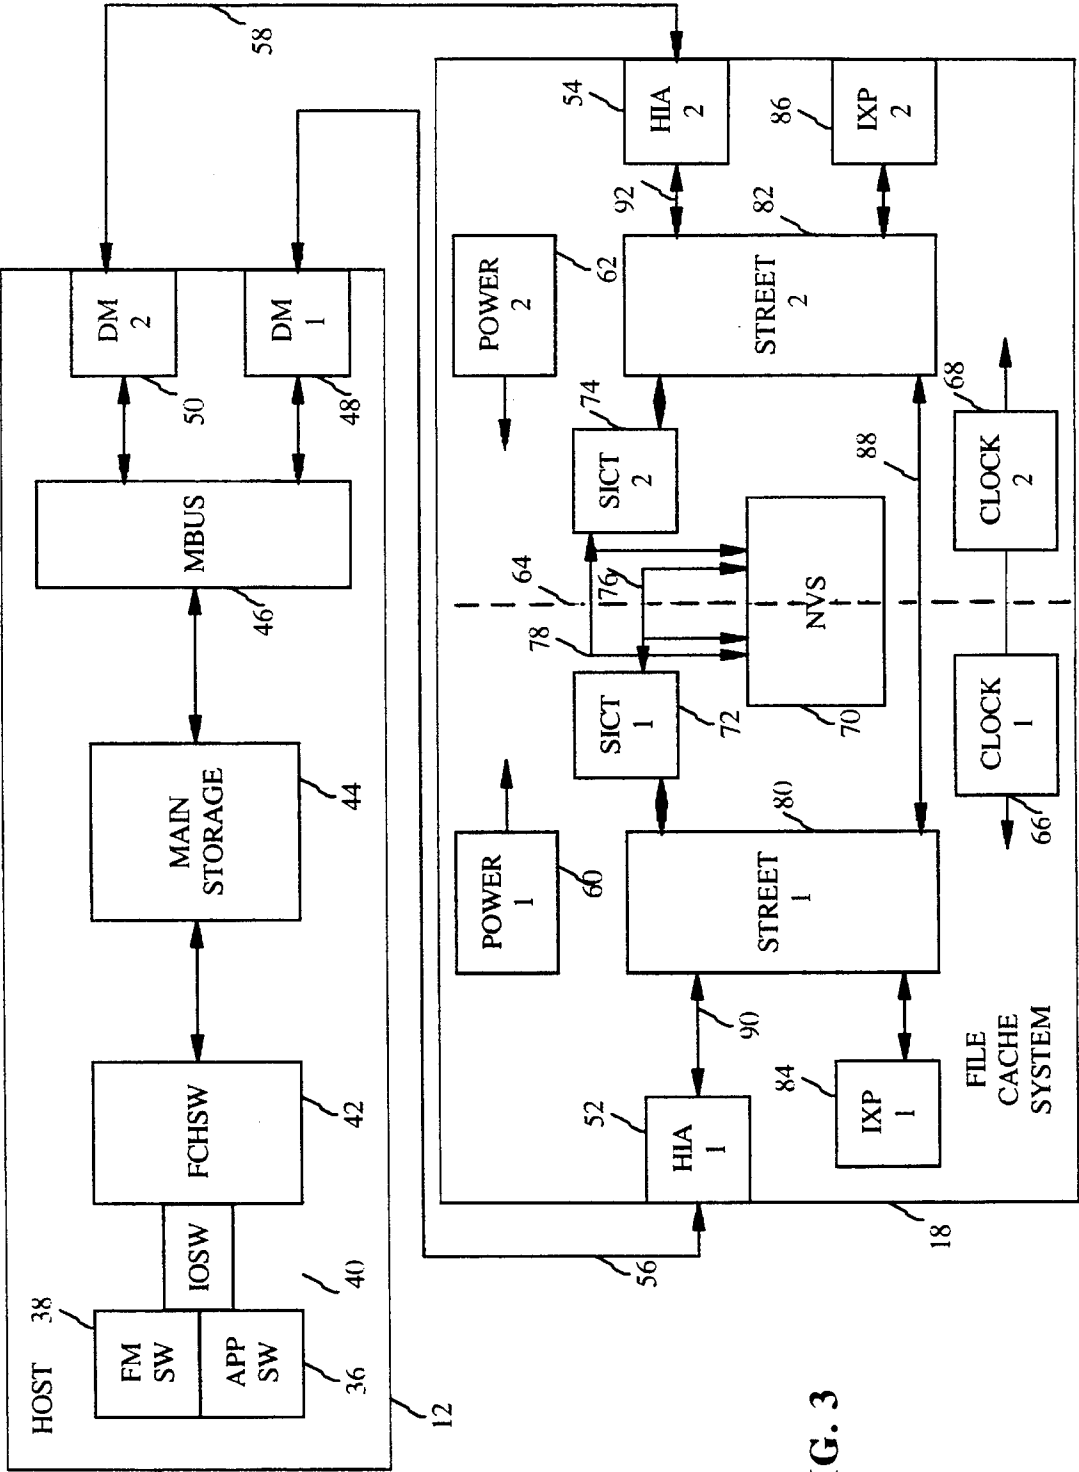 HOST
38
FM
SW
APP
SW
36
IOSW
40
FCHSW
42
MAIN
STORAGE
44
MBUS
46
DM
2
50
DM
1
48
12
58
56
HIA
1
52
90
IXP
1
84
POWER
1
60
STREET
1
80
SICT
1
72
78
76
64
NVS
70
SICT
2
74
POWER
2
62
STREET
2
82
88
HIA
2
54
92
IXP
2
86
CLOCK
1
66
CLOCK
2
68
FILE
CACHE
SYSTEM
18
G. 3